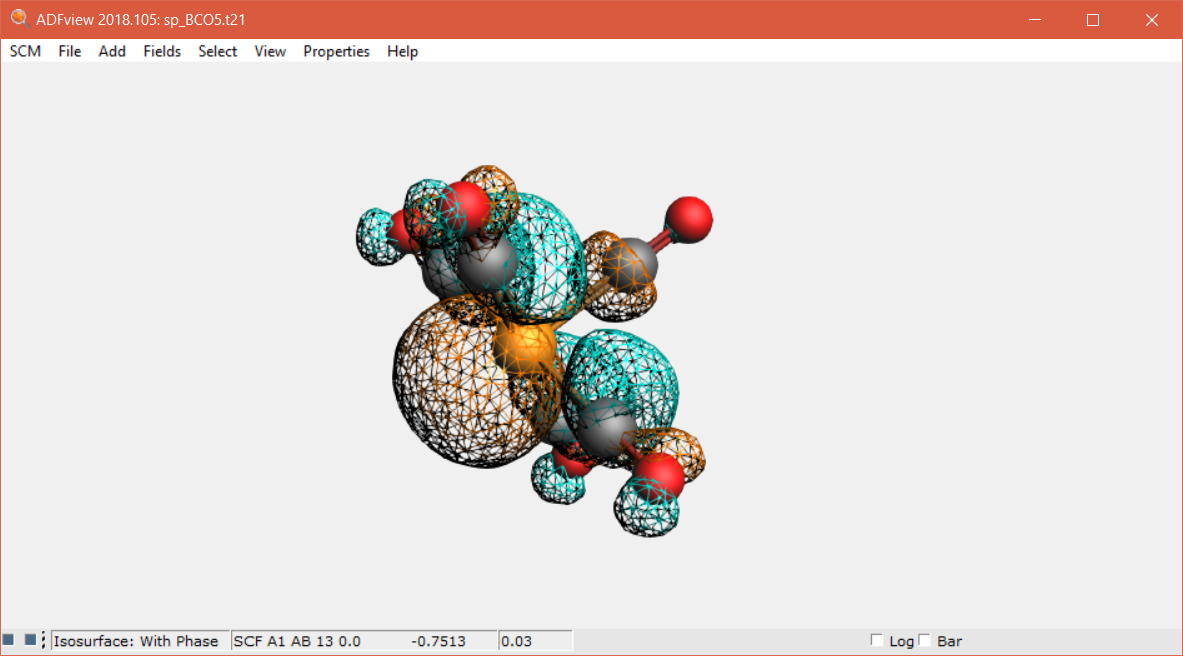 ADFview 2018.105: sp_BCO5.t21
SCM File Add Fields Select View Properties Help
Isosurface: With Phase SCF A1 AB 13 0.0 -0.7513 0.03 Log Bar